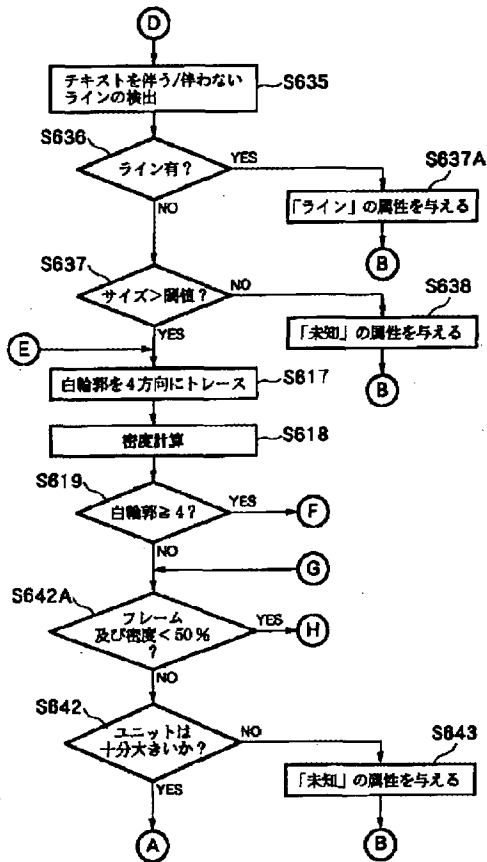 D
テキストを伴う/伴わない
ラインの検出
S635
S636
ライン有?
YES
S637A
「ライン」の属性を与える
B
NO
S637
サイズ>閾値?
NO
S638
「未知」の属性を与える
B
YES
E
白輪郭を4方向にトレース
S617
密度計算
S618
S619
白輪郭≧4?
YES
F
NO
G
S642A
フレーム
及び密度<50%
?
YES
H
NO
S642
ユニットは
十分大きいか?
NO
S643
「未知」の属性を与える
B
YES
A